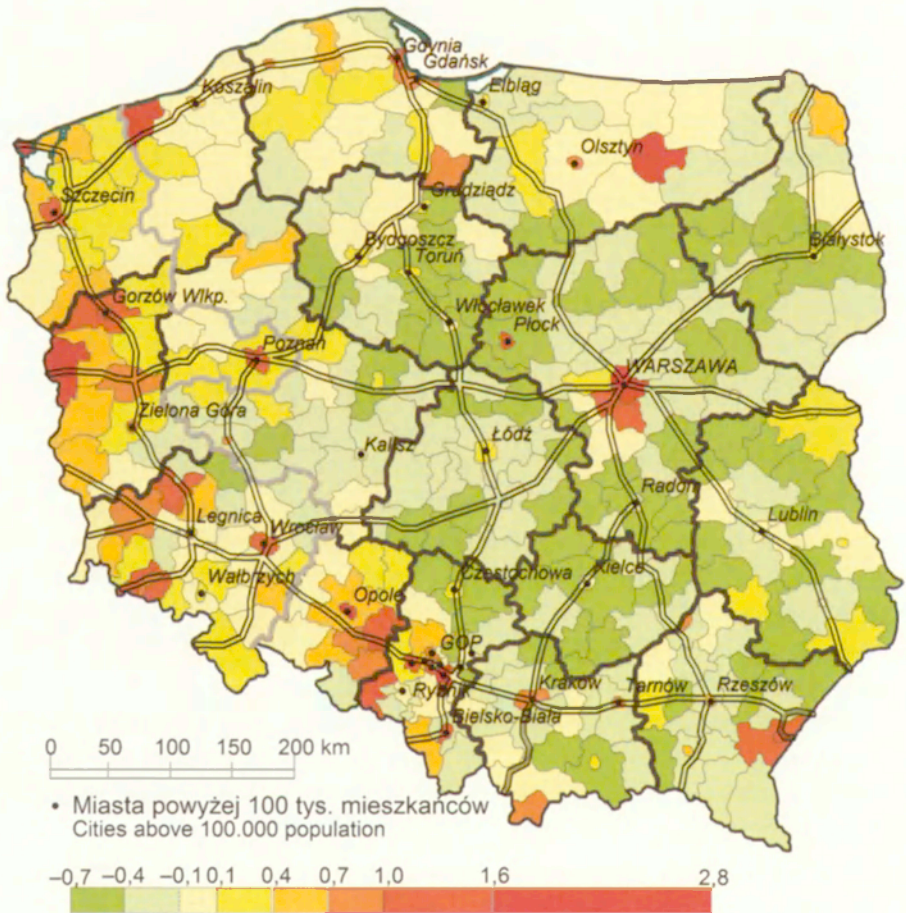 Gdynia
Gdańsk
Koszalin
Elbląg
Olsztyn
Szczecin
Grudziądz
Bydgoszcz
Toruń
Białystok
Gorzów Wlkp.
Włocławek
Płock
Poznań
WARSZAWA
Zielona Góra
Kalisz
Łódź
Radom
Legnica
Wrocław
Lublin
Wałbrzych
Częstochowa
Kielce
Opole
GOP
Rybnik
Kraków
Tarnów
Rzeszów
Bielsko-Biała
0 50 100 150 200 km
• Miasta powyżej 100 tys. mieszkańców
Cities above 100.000 population
–0,7 –0,4 –0,1 0,1 0,4 0,7 1,0 1,6 2,8